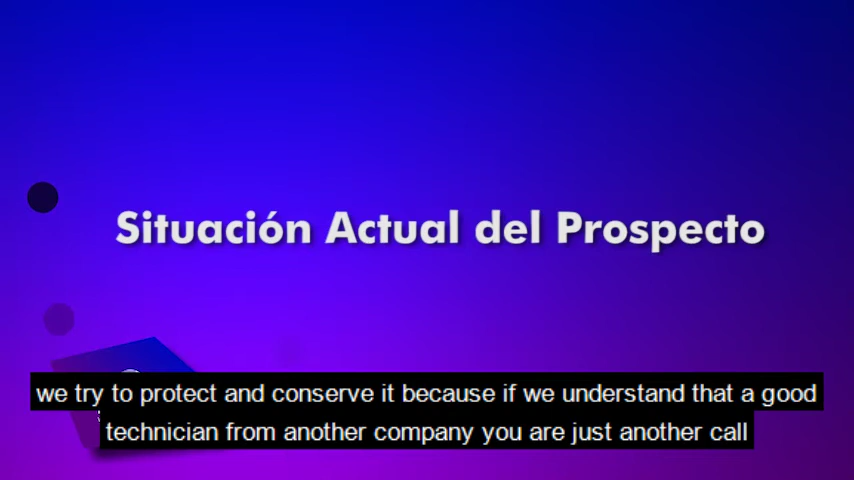 Situación Actual del Prospecto
we try to protect and conserve it because if we understand that a good
technician from another company you are just another call